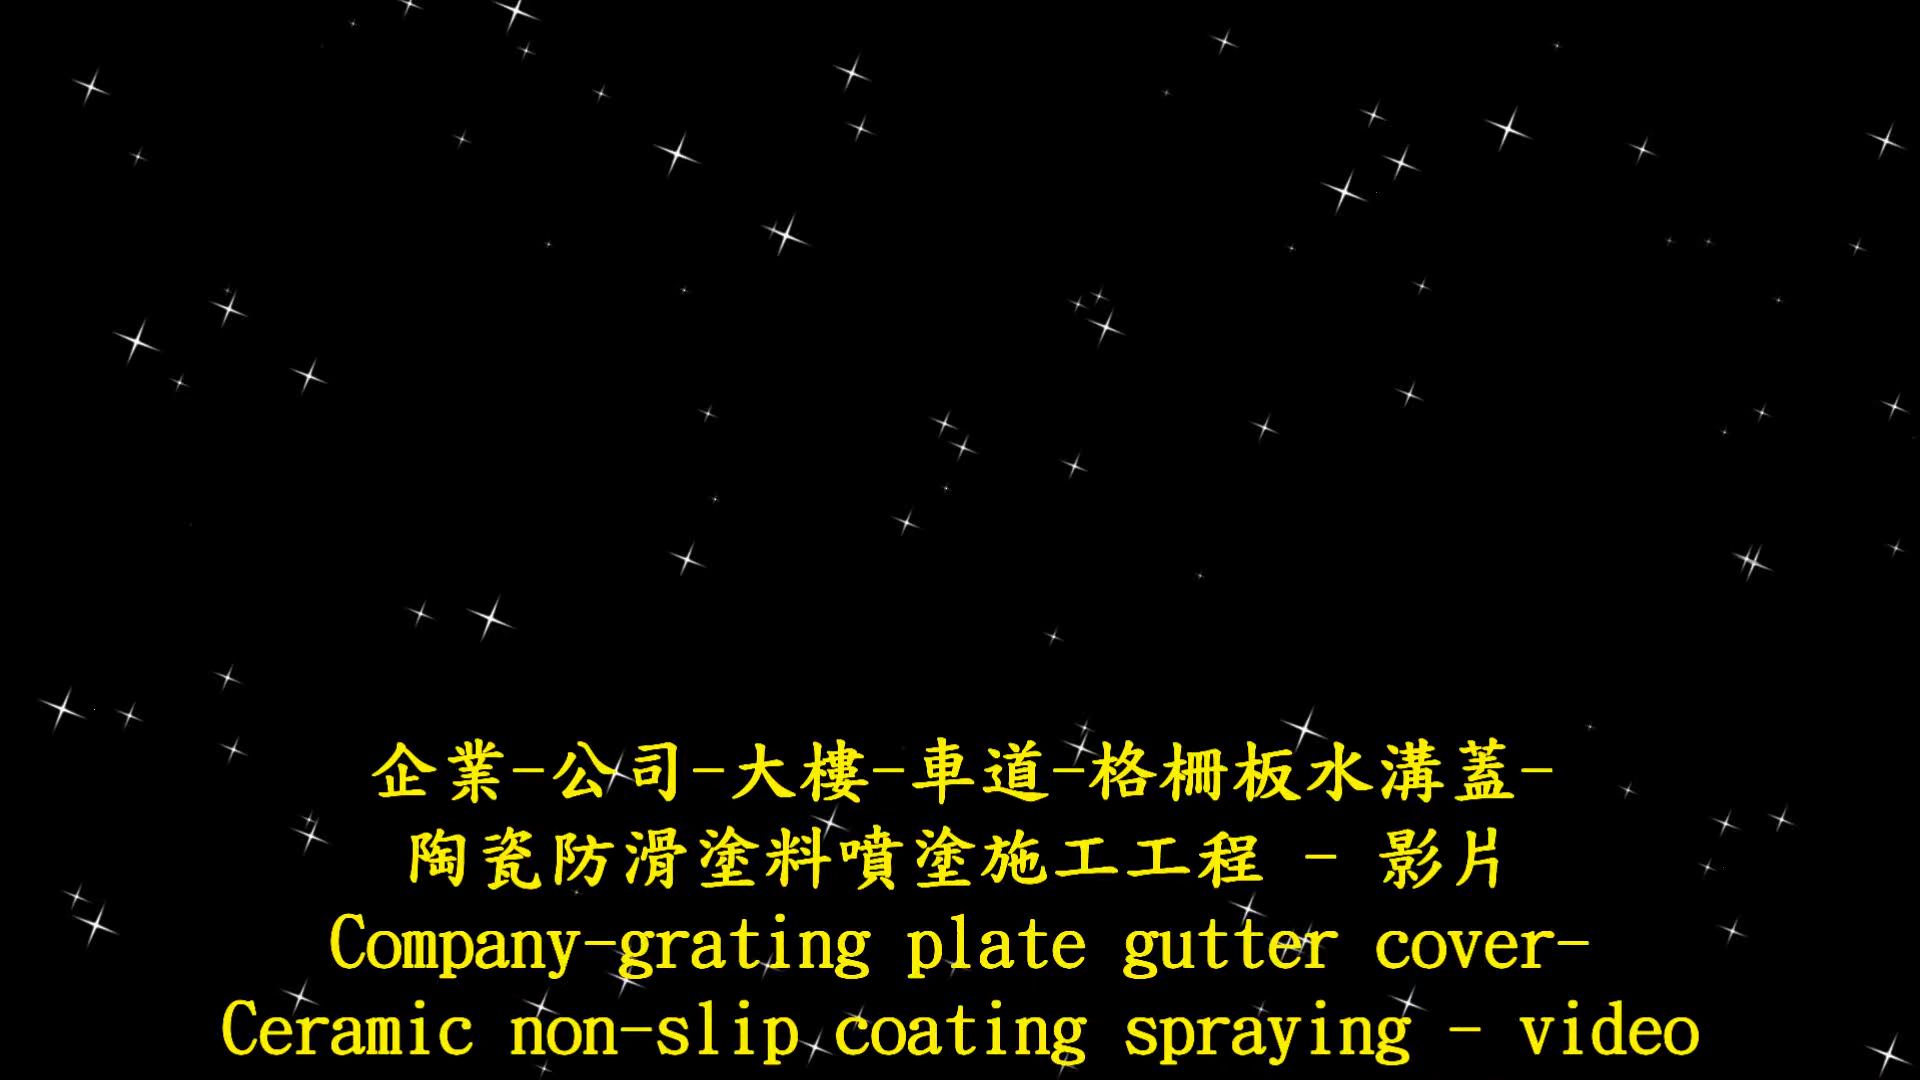 企業-公司-大樓-車道-格柵板水溝蓋-
陶瓷防滑塗料噴塗施工工程 - 影片
Company-grating plate gutter cover-
Ceramic non-slip coating spraying - video